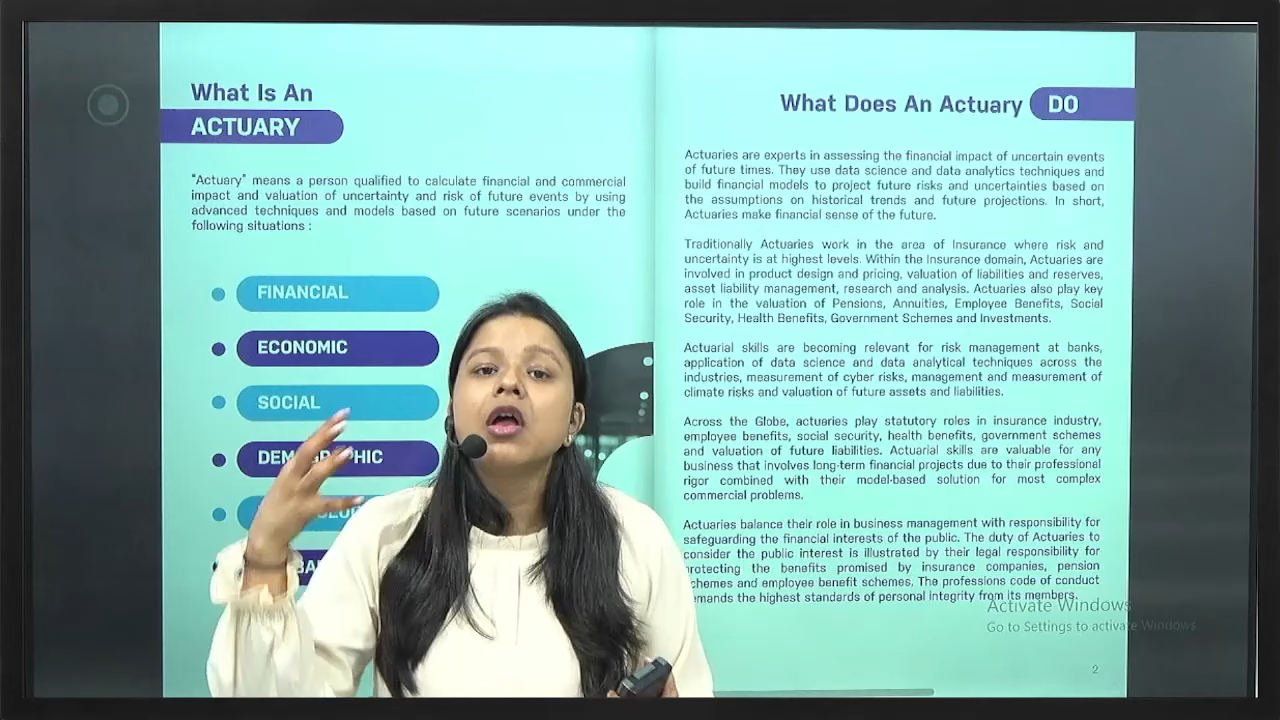 What Is An
ACTUARY
"Actuary" means a person qualified to calculate financial and commercial
impact and valuation of uncertainty and risk of future events by using
advanced techniques and models based on future scenarios under the
following situations :
FINANCIAL
ECONOMIC
SOCIAL
What Does An Actuary DO
Actuaries are experts in assessing the financial impact of uncertain events
of future times. They use data science and data analytics techniques and
build financial models to project future risks and uncertainties based on
the assumptions on historical trends and future projections. In short,
Actuaries make financial sense of the future.
Traditionally Actuaries work in the area of Insurance where risk and
uncertainty is at highest levels. Within the Insurance domain, Actuaries are
involved in product design and pricing, valuation of liabilities and reserves,
asset liability management, research and analysis. Actuaries also play key
role in the valuation of Pensions, Annuities, Employee Benefits, Social
Security, Health Benefits, Government Schemes and Investments.
Actuarial skills are becoming relevant for risk management at banks,
application of data science and data analytical techniques across the
industries, measurement of cyber risks, management and measurement of
climate risks and valuation of future assets and liabilities.
Across the Globe, actuaries play statutory roles in insurance industry,
employee benefits, social security, health benefits, government schemes
and valuation of future liabilities. Actuarial skills are valuable for any
business that involves long-term financial projects due to their professional
rigor combined with their model-based solution for most complex
commercial problems.
Actuaries balance their role in business management with responsibility for
safeguarding the financial interests of the public. The duty of Actuaries to
consider the public interest is illustrated by their legal responsibility for
the benefits promised by insurance companies, pension
and employee benefit schemes. The professions code of conduct
the highest standards of personal integrity from its members.
Activate Windows
Go to Settings to activate Windows
2